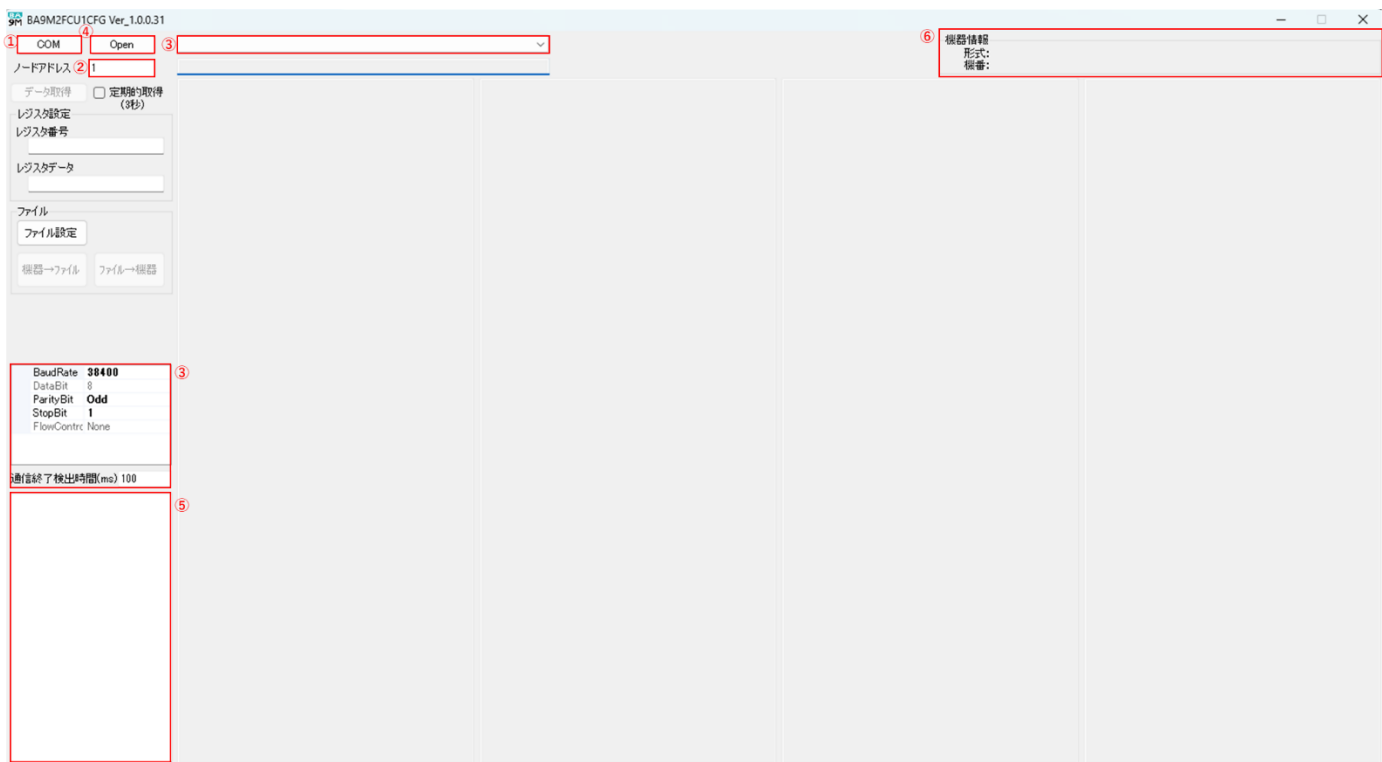 BA9M2FCU1CFG Ver_1.0.0.31
① COM ④ Open ③
⑥ 機器情報
形式:
機番:
ノードアドレス ② 1
データ取得 定期的取得
(3秒)
レジスタ設定
レジスタ番号
レジスタデータ
ファイル
ファイル設定
機器→ファイル ファイル→機器
③
BaudRate 38400
DataBit 8
ParityBit Odd
StopBit 1
FlowContrc None
通信終了検出時間(ms) 100
⑤